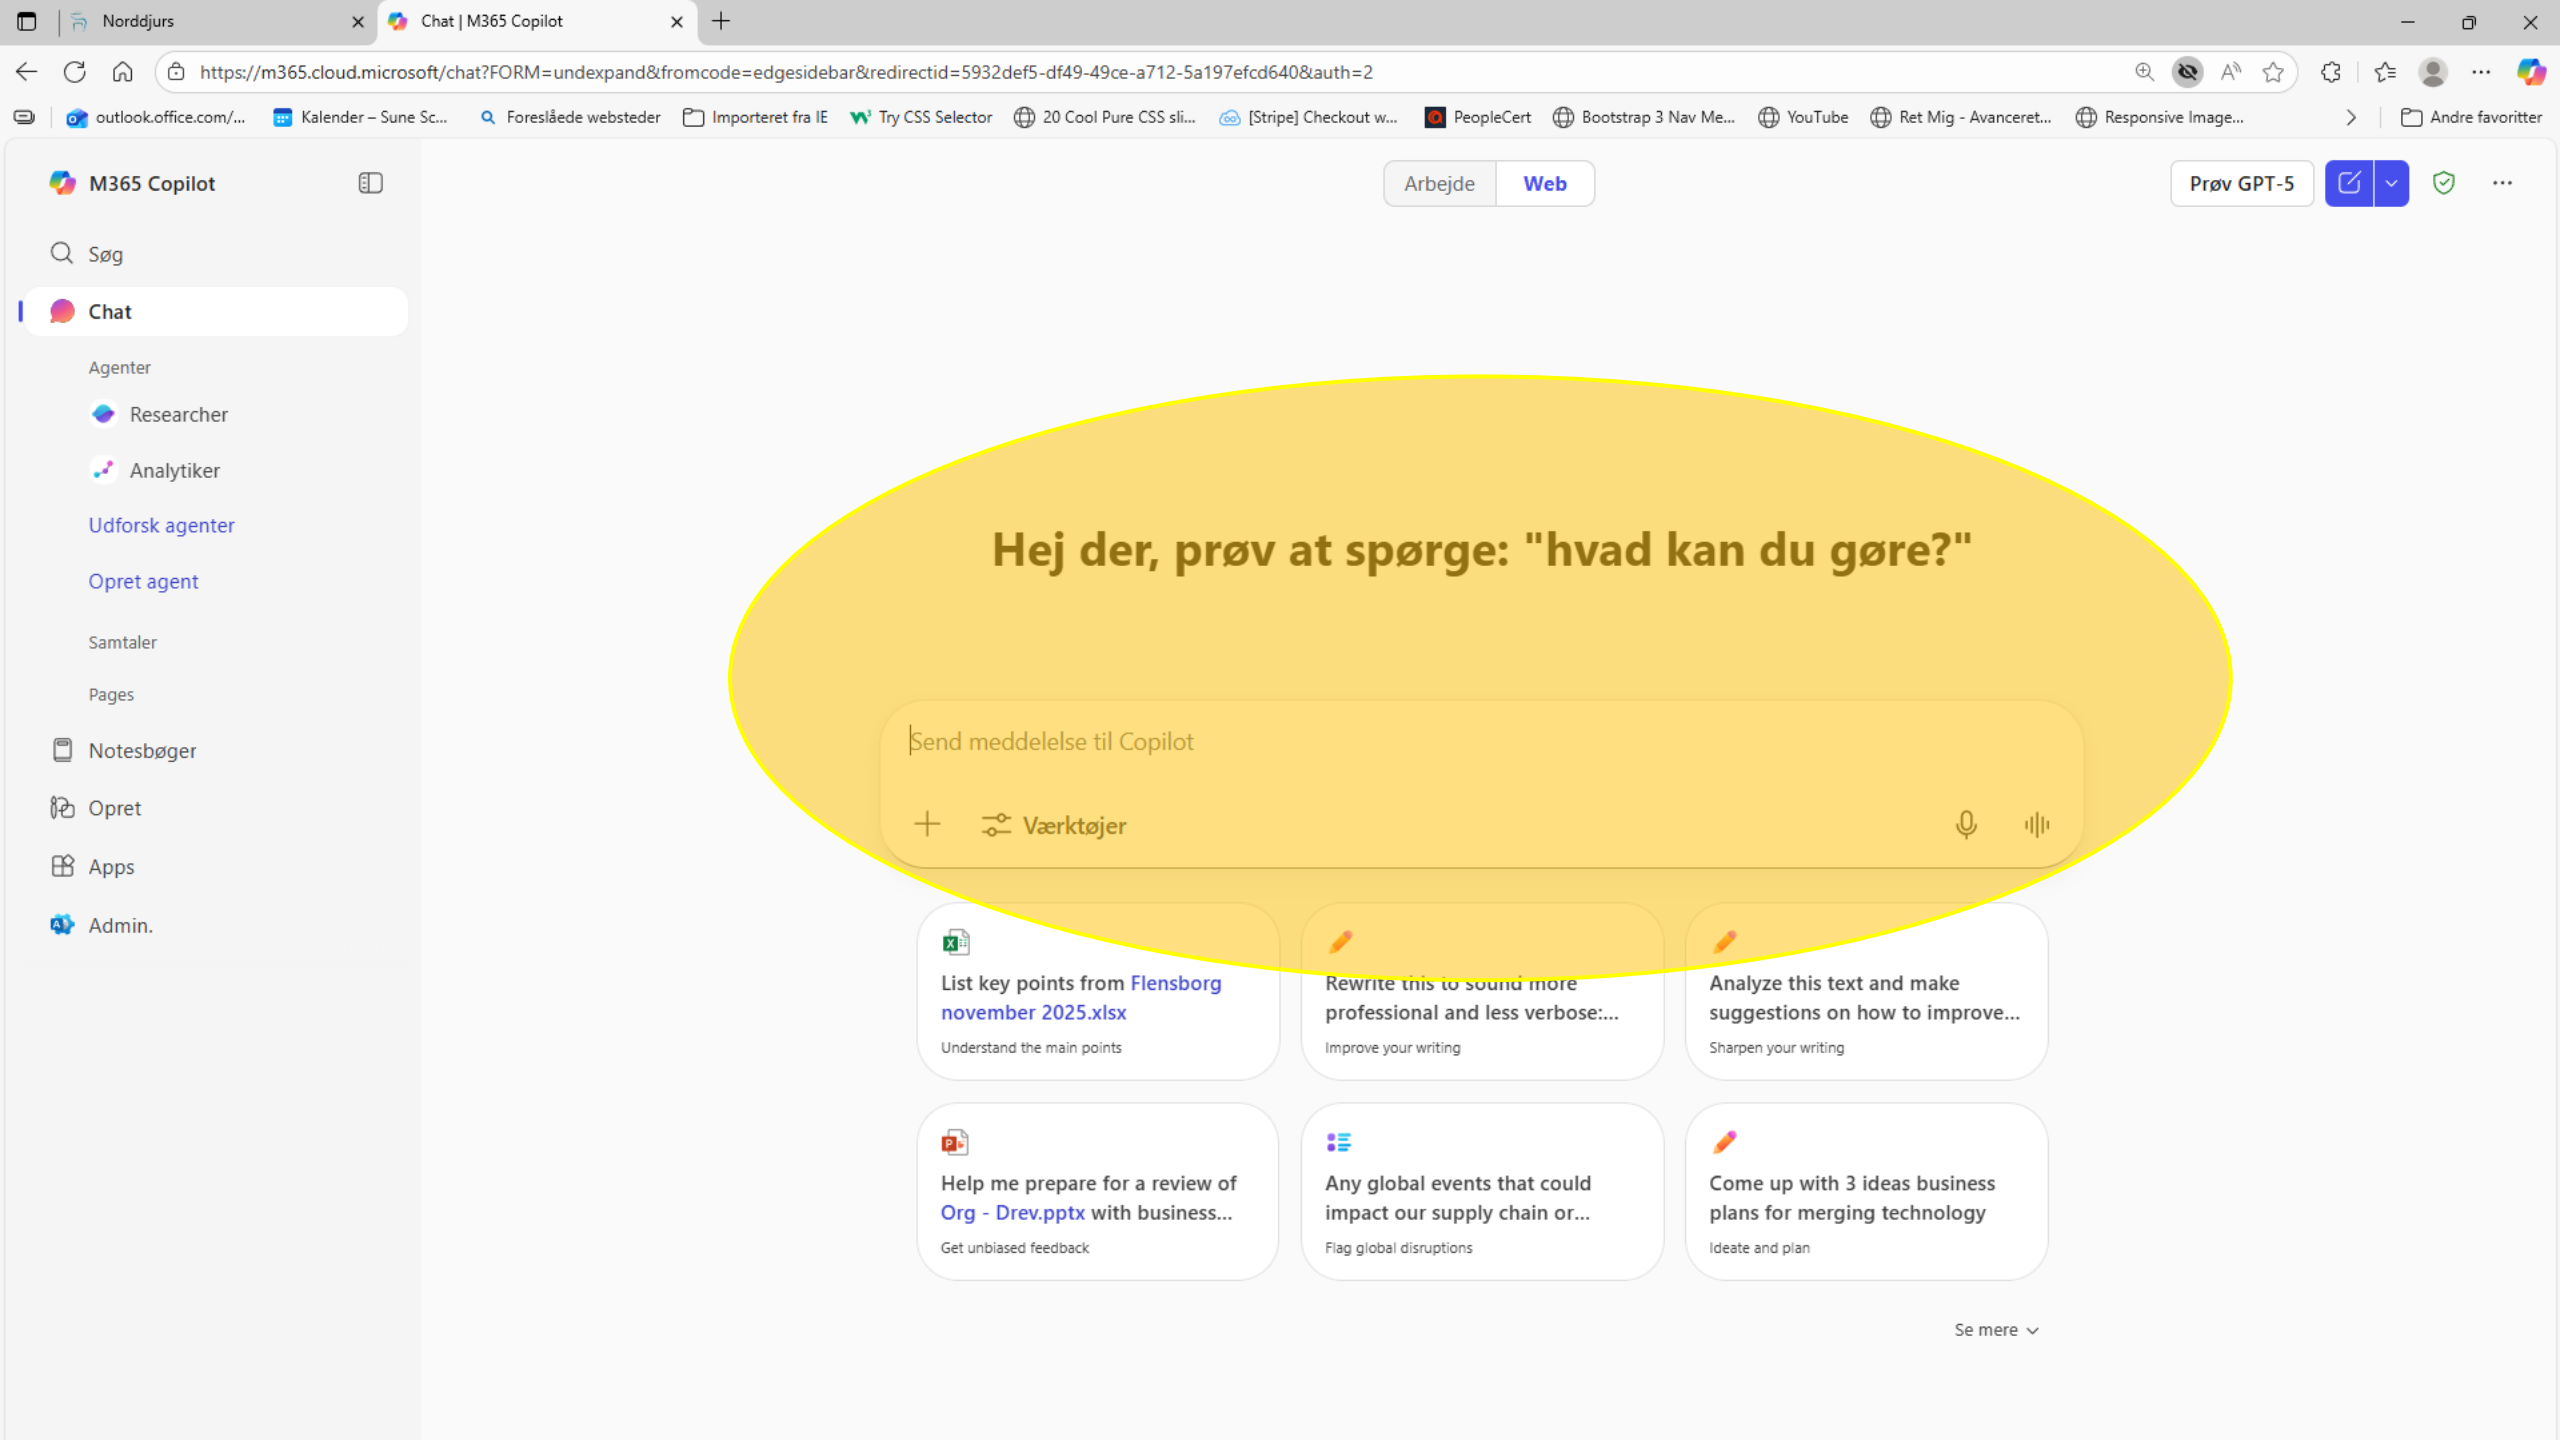 Norddjurs
Chat | M365 Copilot
https://m365.cloud.microsoft/chat?FORM=undexpand&fromcode=edgesidebar&redirectid=5932def5-df49-49ce-a712-5a197efcd640&auth=2
outlook.office.com/...
Kalender – Sune Sc...
Foreslåede websteder
Importeret fra IE
Try CSS Selector
20 Cool Pure CSS sli...
[Stripe] Checkout w...
PeopleCert
Bootstrap 3 Nav Me...
YouTube
Ret Mig - Avanceret...
Responsive Image...
Andre favoritter
M365 Copilot
Arbejde
Web
Prøv GPT-5
Søg
Chat
Agenter
Researcher
Analytiker
Udforsk agenter
Opret agent
Samtaler
Pages
Notesbøger
Opret
Apps
Admin.
Hej der, prøv at spørge: "hvad kan du gøre?"
Send meddelelse til Copilot
Værktøjer
List key points from Flensborg
november 2025.xlsx
Understand the main points
Rewrite this to sound more
professional and less verbose:...
Improve your writing
Analyze this text and make
suggestions on how to improve...
Sharpen your writing
Help me prepare for a review of
Org - Drev.pptx with business...
Get unbiased feedback
Any global events that could
impact our supply chain or...
Flag global disruptions
Come up with 3 ideas business
plans for merging technology
Ideate and plan
Se mere